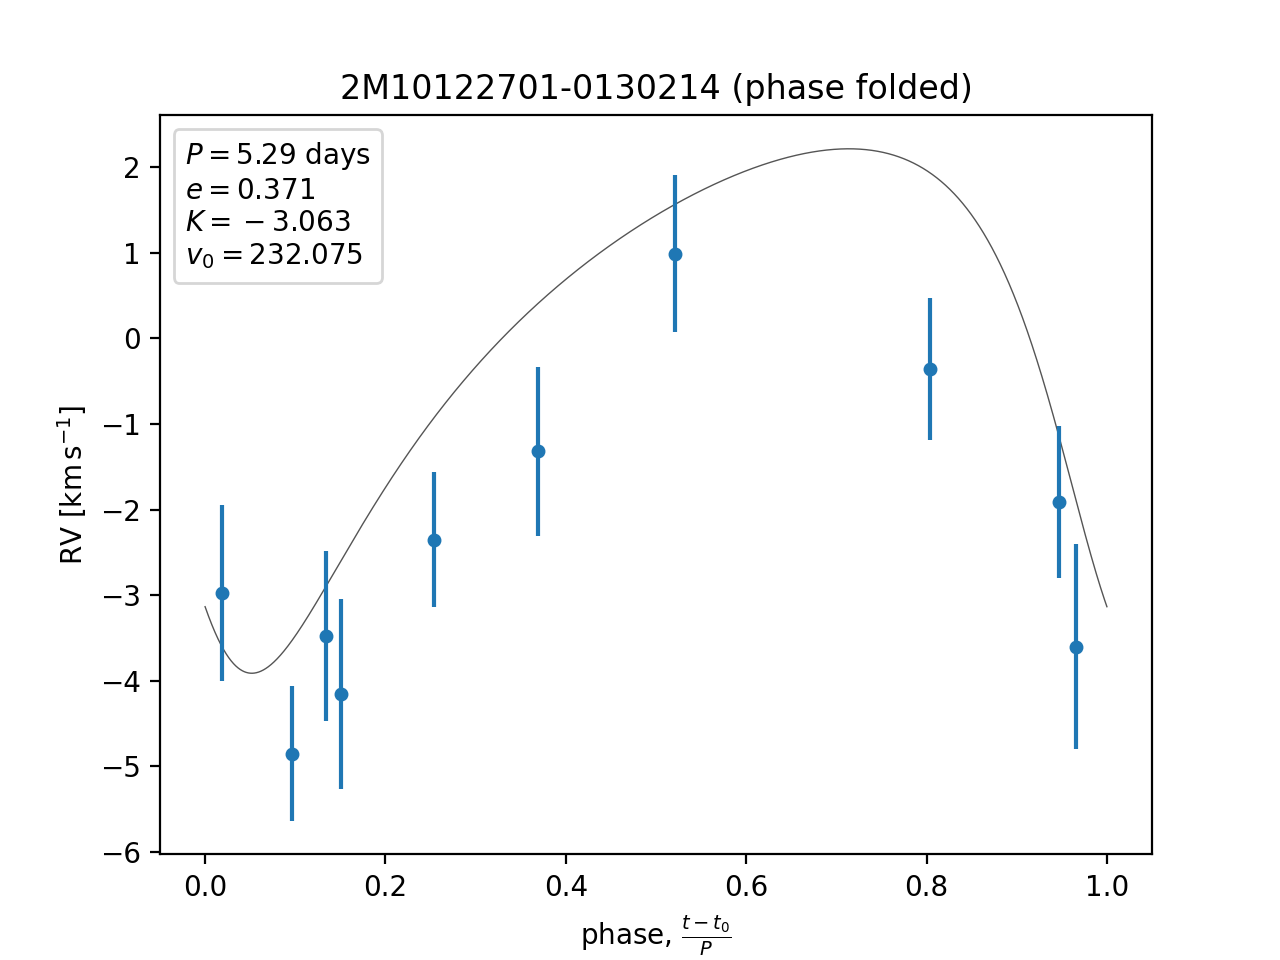 2M10122701-0130214 (phase folded)
P = 5.29 days
e = 0.371
K = −3.063
v₀ = 232.075
2
1
0
−1
−2
−3
−4
−5
−6
RV [km s⁻¹]
0.0 0.2 0.4 0.6 0.8 1.0
phase, (t − t₀)/P